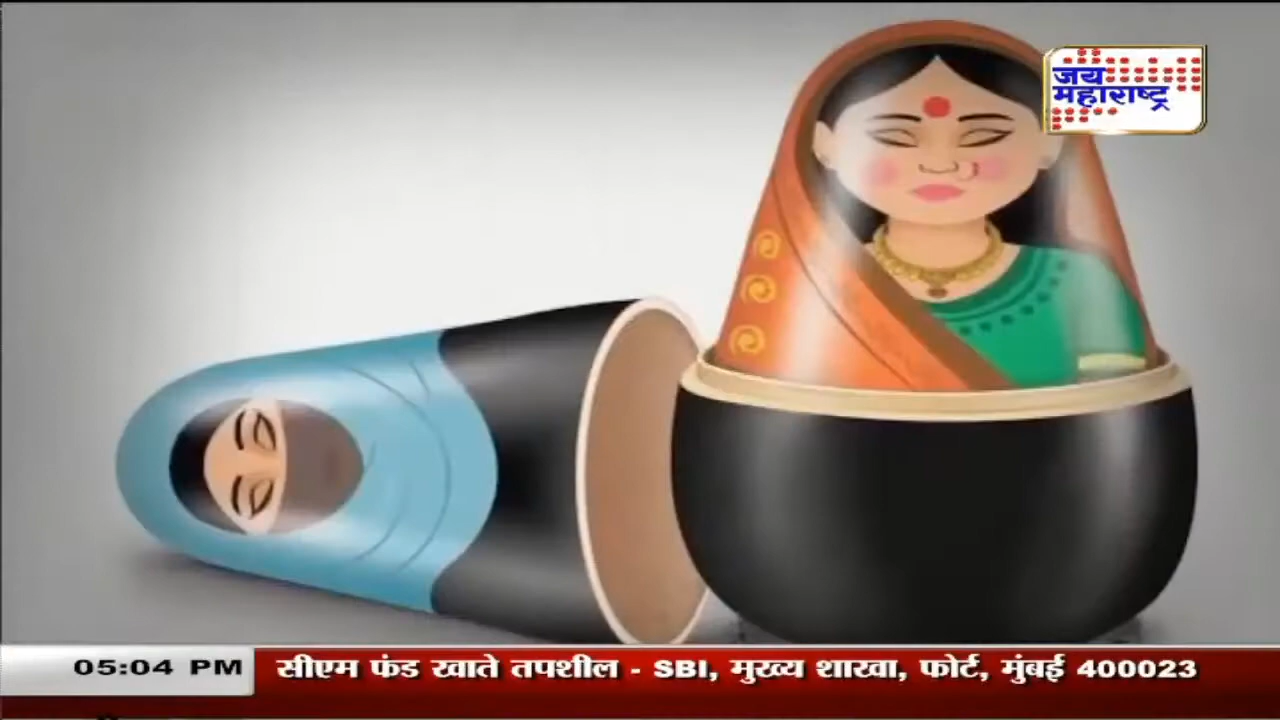 जय
महाराष्ट्र
05:04 PM
सीएम फंड खाते तपशील - SBI, मुख्य शाखा, फोर्ट, मुंबई 400023